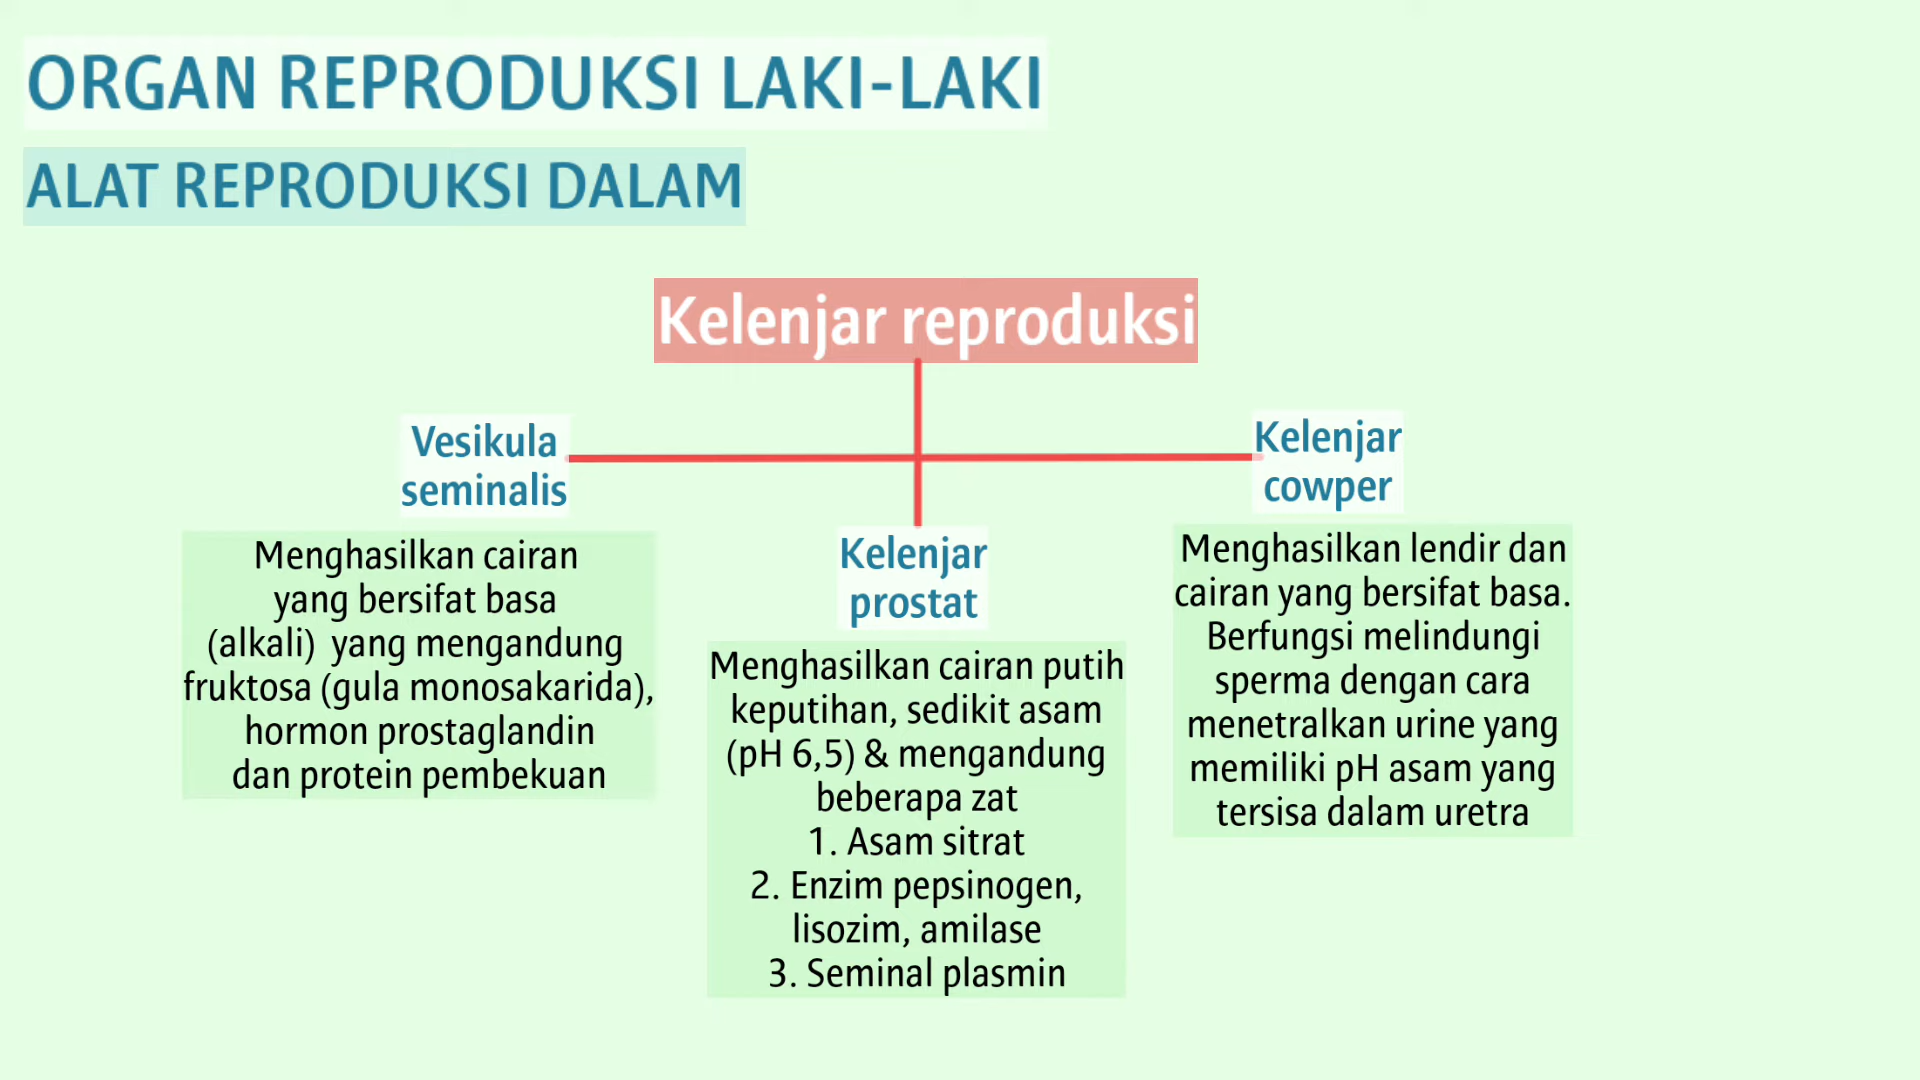 ORGAN REPRODUKSI LAKI-LAKI
ALAT REPRODUKSI DALAM
Kelenjar reproduksi
Vesikula
seminalis
Menghasilkan cairan
yang bersifat basa
(alkali) yang mengandung
fruktosa (gula monosakarida),
hormon prostaglandin
dan protein pembekuan
Kelenjar
prostat
Menghasilkan cairan putih
keputihan, sedikit asam
(pH 6,5) & mengandung
beberapa zat
1. Asam sitrat
2. Enzim pepsinogen,
lisozim, amilase
3. Seminal plasmin
Kelenjar
cowper
Menghasilkan lendir dan
cairan yang bersifat basa.
Berfungsi melindungi
sperma dengan cara
menetralkan urine yang
memiliki pH asam yang
tersisa dalam uretra